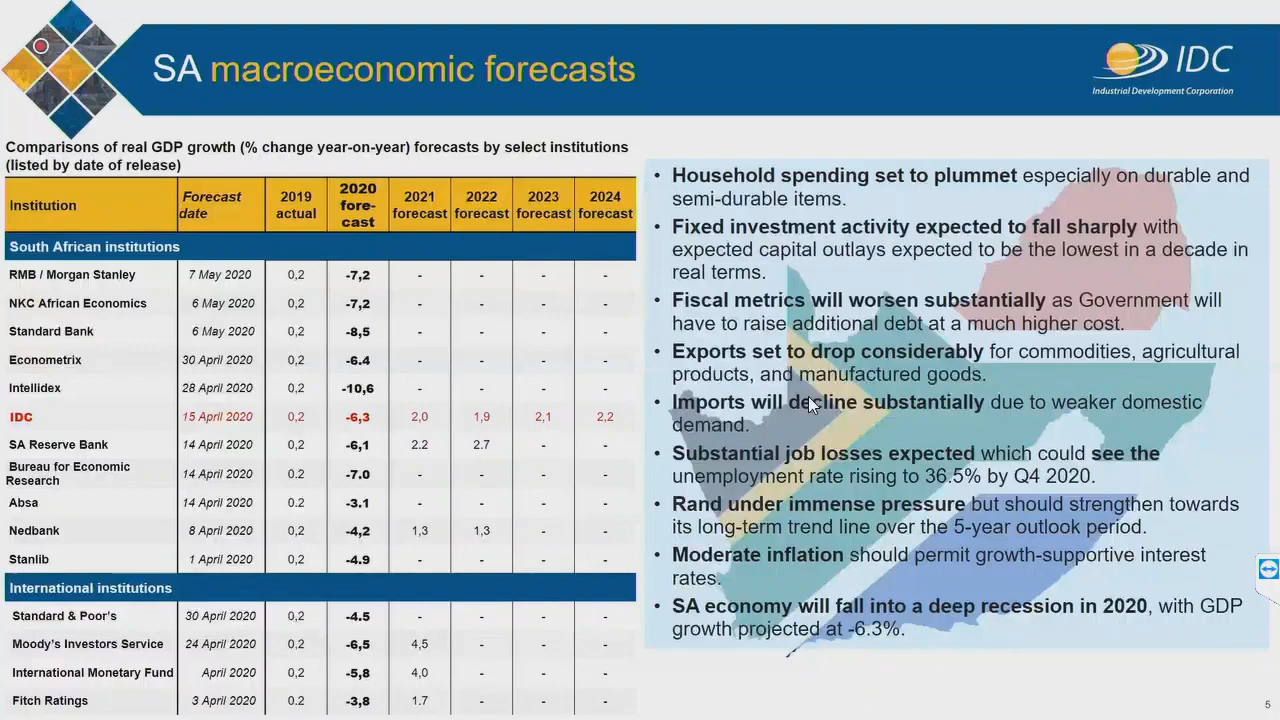 SA macroeconomic forecasts
IDC
Industrial Development Corporation
Comparisons of real GDP growth (% change year-on-year) forecasts by select institutions
(listed by date of release)
Institution Forecast date 2019 actual 2020 fore-cast 2021 forecast 2022 forecast 2023 forecast 2024 forecast
South African institutions
RMB / Morgan Stanley 7 May 2020 0,2 -7,2 - - - -
NKC African Economics 6 May 2020 0,2 -7,2 - - - -
Standard Bank 6 May 2020 0,2 -8,5 - - - -
Econometrix 30 April 2020 0,2 -6.4 - - - -
Intellidex 28 April 2020 0,2 -10,6 - - - -
IDC 15 April 2020 0,2 -6,3 2,0 1,9 2,1 2,2
SA Reserve Bank 14 April 2020 0,2 -6,1 2.2 2.7 - -
Bureau for Economic
Research 14 April 2020 0.2 -7.0 - - - -
Absa 14 April 2020 0.2 -3.1 - - - -
Nedbank 8 April 2020 0,2 -4,2 1,3 1,3 - -
Stanlib 1 April 2020 0,2 -4.9 - - - -
International institutions
Standard & Poor's 30 April 2020 0,2 -4.5 - - - -
Moody's Investors Service 24 April 2020 0,2 -6,5 4,5 - - -
International Monetary Fund April 2020 0,2 -5,8 4,0 - - -
Fitch Ratings 3 April 2020 0.2 -3,8 1.7 - - -
• Household spending set to plummet especially on durable and
semi-durable items.
• Fixed investment activity expected to fall sharply with
expected capital outlays expected to be the lowest in a decade in
real terms.
• Fiscal metrics will worsen substantially as Government will
have to raise additional debt at a much higher cost.
• Exports set to drop considerably for commodities, agricultural
products, and manufactured goods.
• Imports will decline substantially due to weaker domestic
demand.
• Substantial job losses expected which could see the
unemployment rate rising to 36.5% by Q4 2020.
• Rand under immense pressure but should strengthen towards
its long-term trend line over the 5-year outlook period.
• Moderate inflation should permit growth-supportive interest
rates.
• SA economy will fall into a deep recession in 2020, with GDP
growth projected at -6.3%.
5